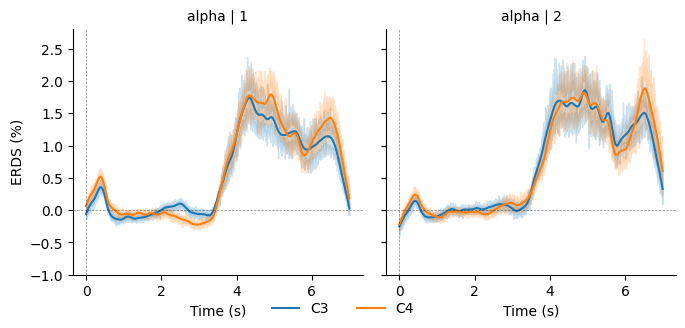 alpha | 1
alpha | 2
ERDS (%)
2.5
2.0
1.5
1.0
0.5
0.0
−0.5
−1.0
0 2 4 6
0 2 4 6
Time (s)
C3
C4
Time (s)